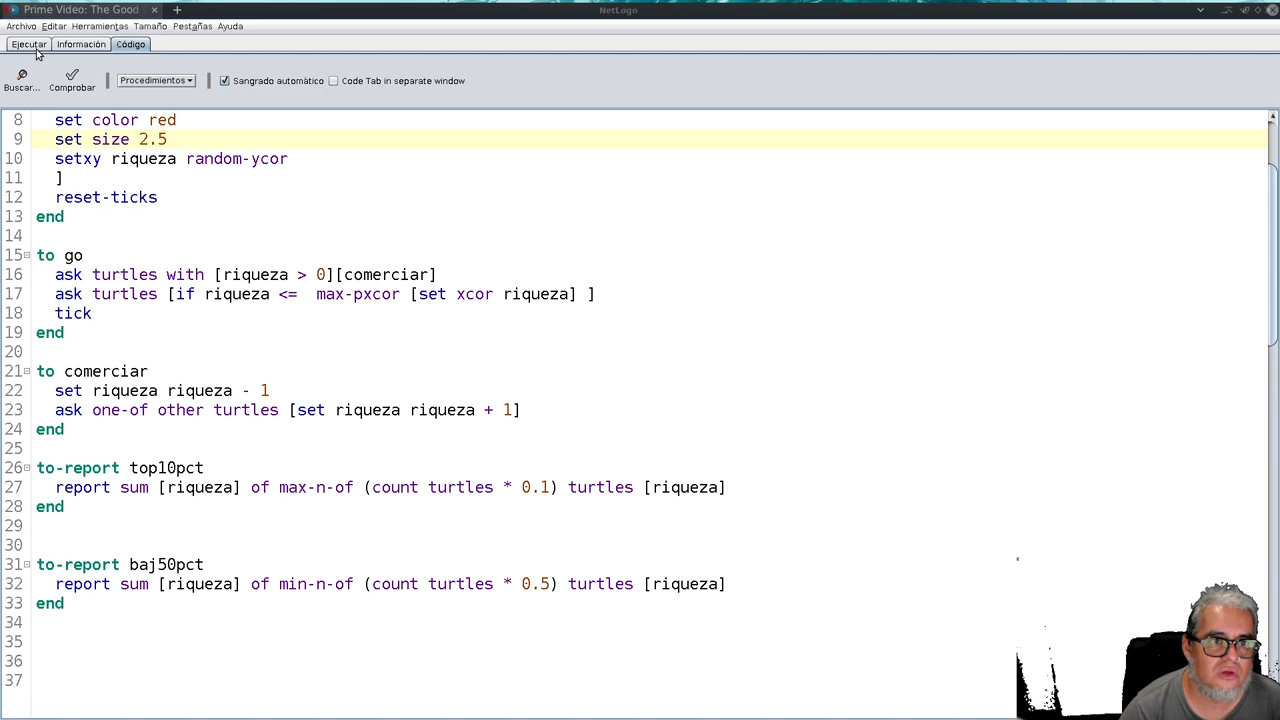 Prime Video: The Good
NetLogo
Archivo Editar Herramientas Tamaño Pestañas Ayuda
Ejecutar Información Código
Buscar... Comprobar Procedimientos Sangrado automático Code Tab in separate window
8 set color red
9 set size 2.5
10 setxy riqueza random-ycor
11 ]
12 reset-ticks
13 end
14
15 to go
16 ask turtles with [riqueza > 0][comerciar]
17 ask turtles [if riqueza <=  max-pxcor [set xcor riqueza] ]
18 tick
19 end
20
21 to comerciar
22 set riqueza riqueza - 1
23 ask one-of other turtles [set riqueza riqueza + 1]
24 end
25
26 to-report top10pct
27 report sum [riqueza] of max-n-of (count turtles * 0.1) turtles [riqueza]
28 end
29
30
31 to-report baj50pct
32 report sum [riqueza] of min-n-of (count turtles * 0.5) turtles [riqueza]
33 end
34
35
36
37